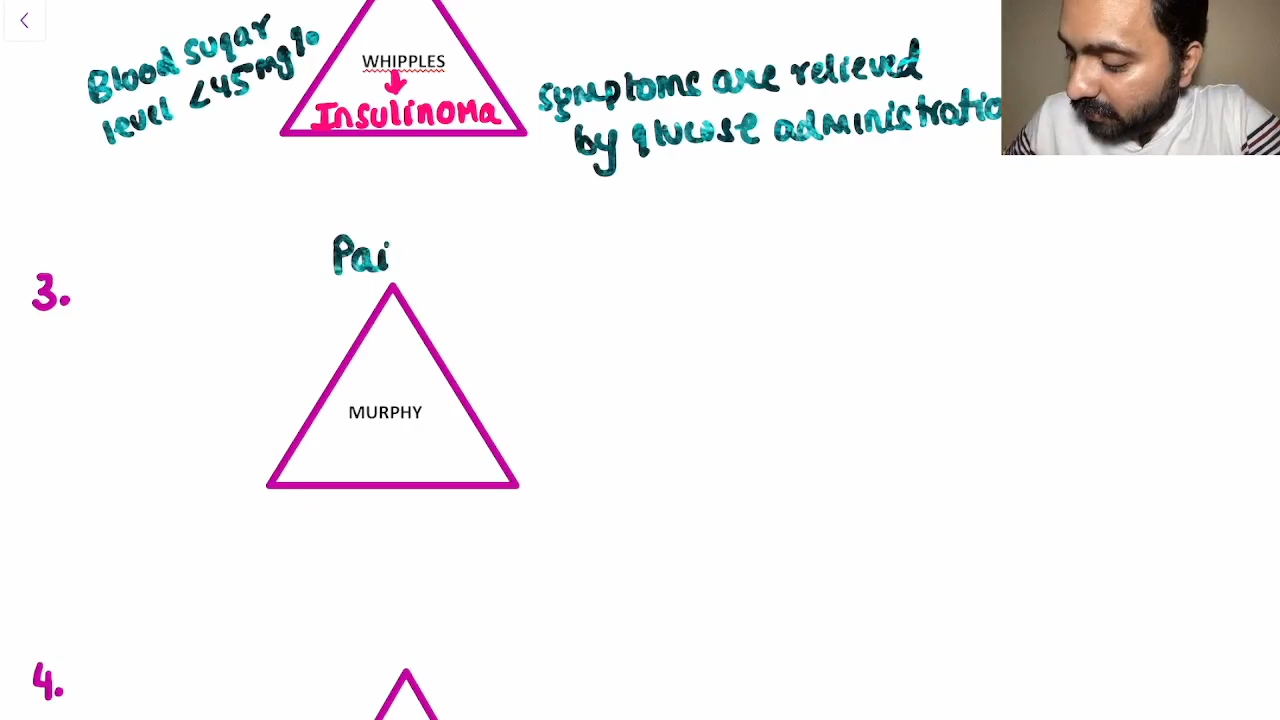 Blood sugar
level <45mg%
WHIPPLES
Insulinoma
Symptoms are relieved
by glucose administratio
3.
Pai
MURPHY
4.